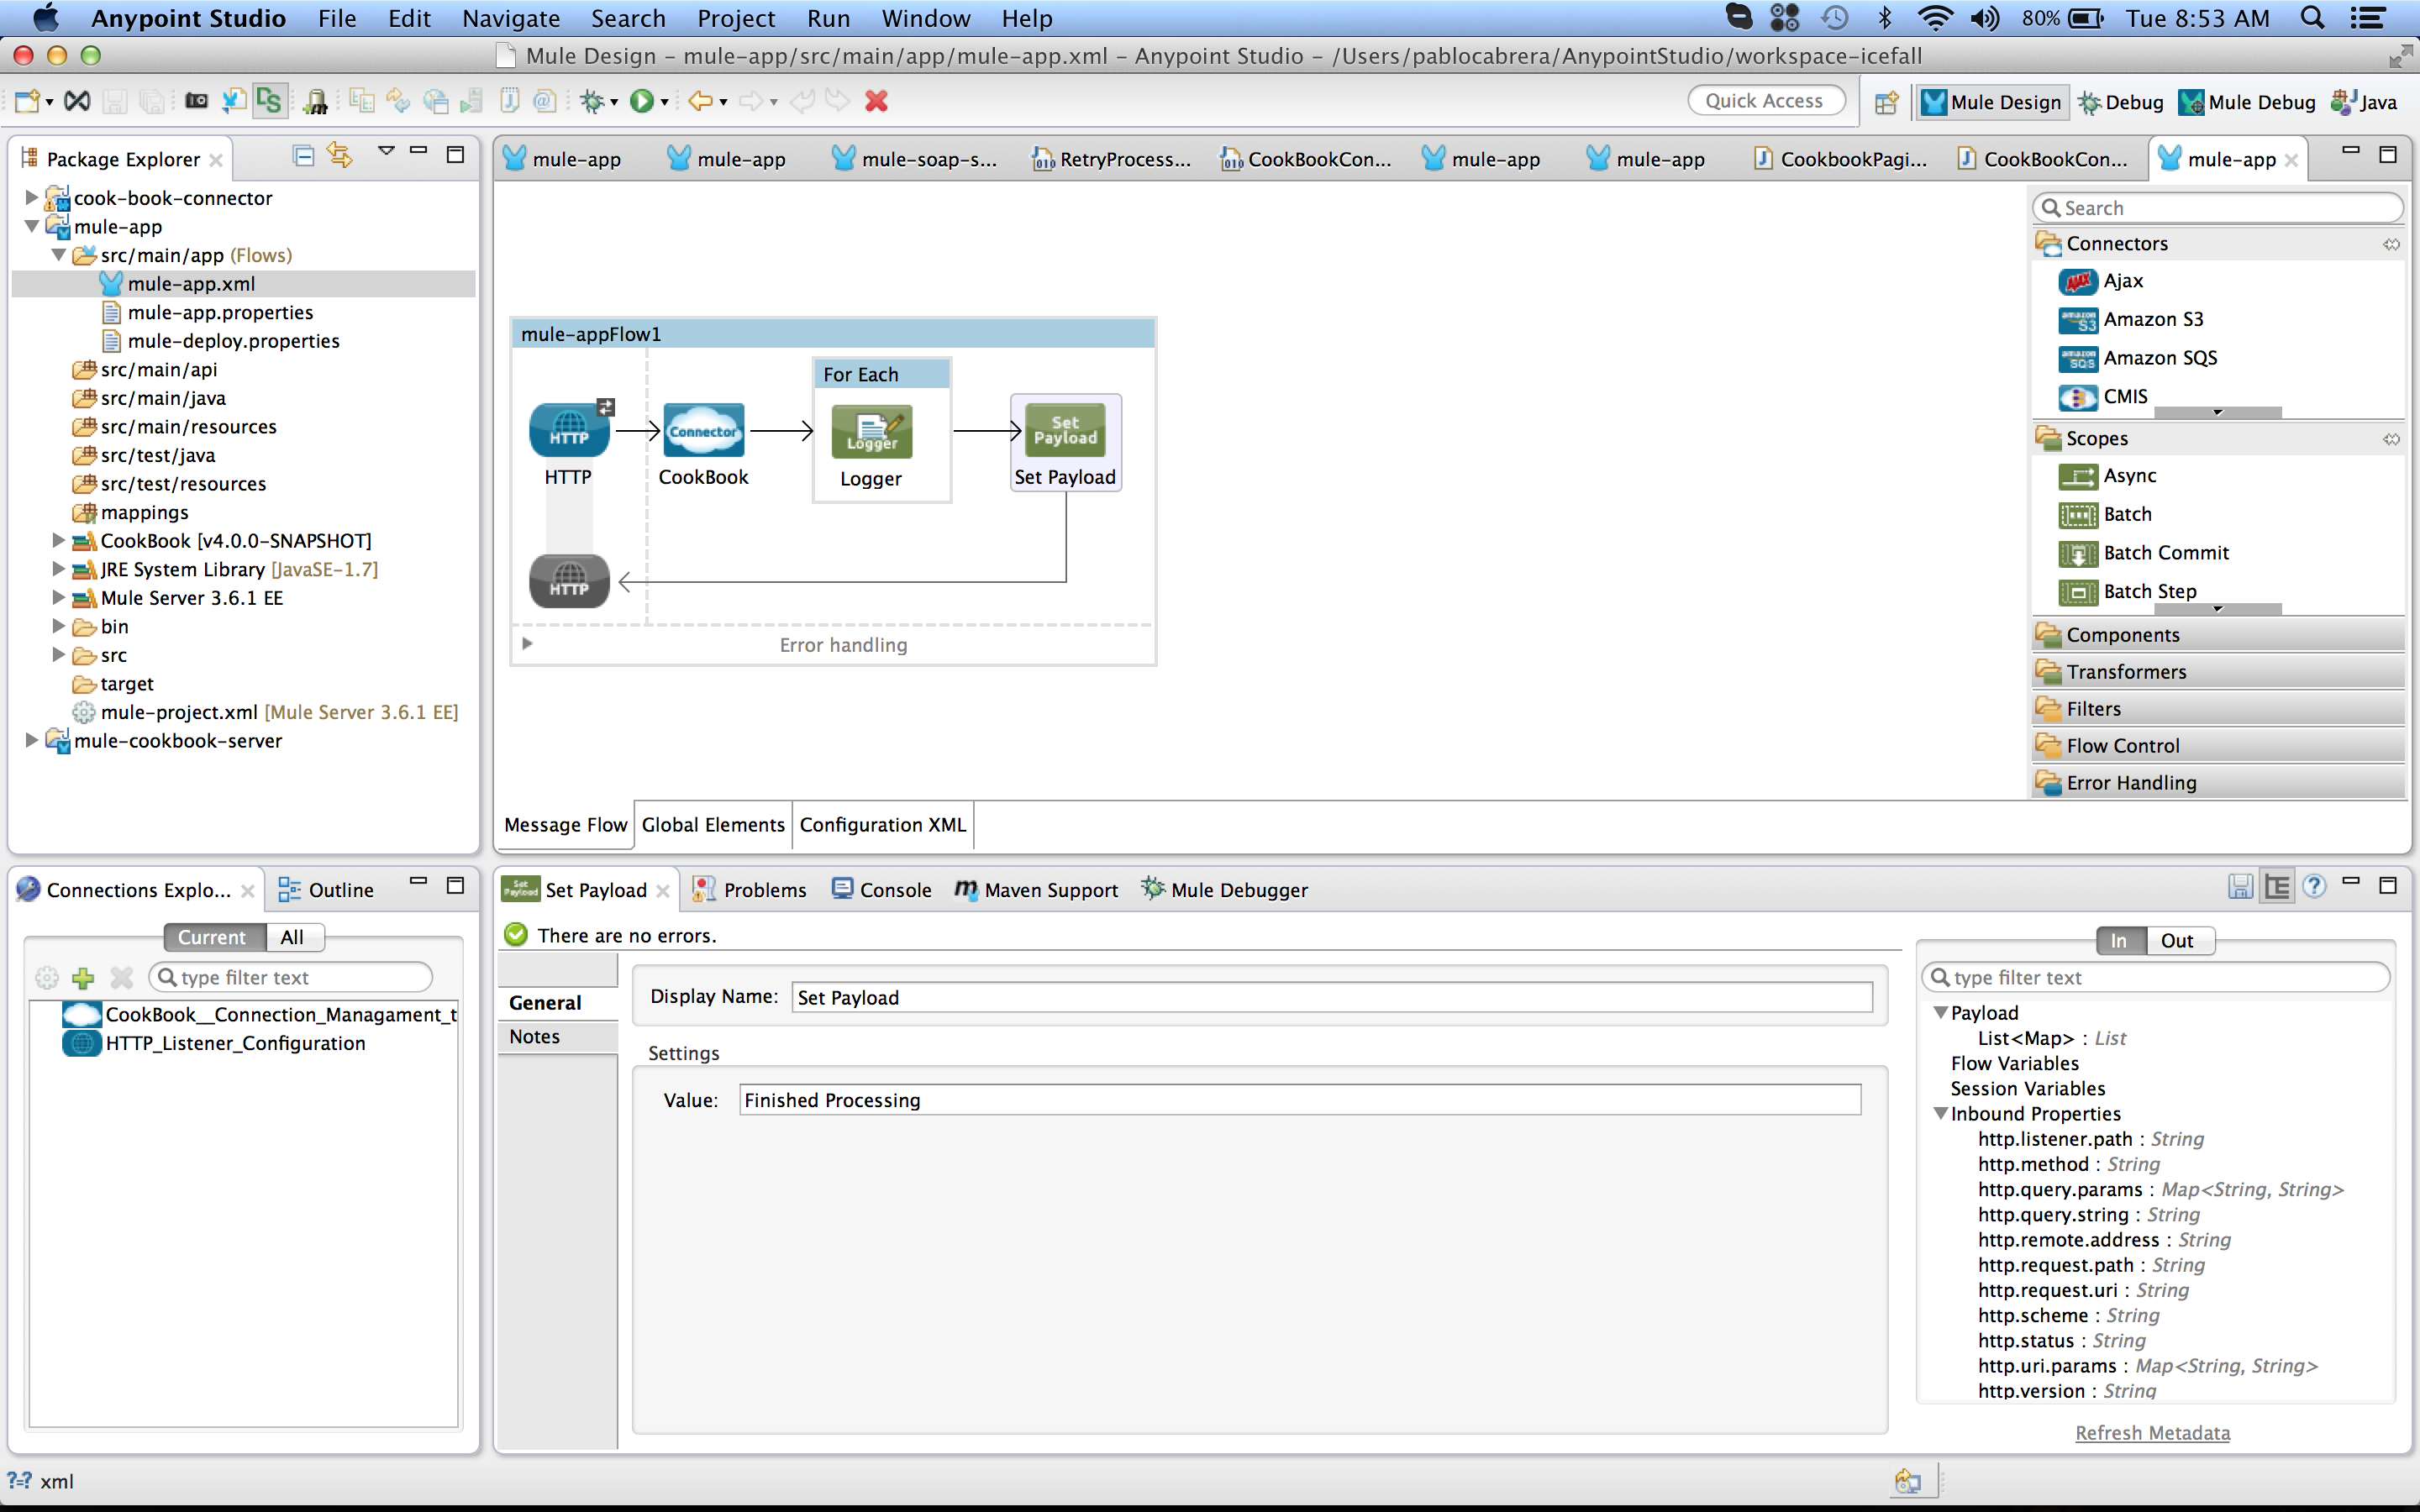 Anypoint Studio File Edit Navigate Search Project Run Window Help 80% Tue 8:53 AM
Mule Design – mule-app/src/main/app/mule-app.xml – Anypoint Studio – /Users/pablocabrera/AnypointStudio/workspace-icefall
Quick Access Mule Design Debug Mule Debug Java
Package Explorer
cook-book-connector
mule-app
src/main/app (Flows)
mule-app.xml
mule-app.properties
mule-deploy.properties
src/main/api
src/main/java
src/main/resources
src/test/java
src/test/resources
mappings
CookBook [v4.0.0-SNAPSHOT]
JRE System Library [JavaSE-1.7]
Mule Server 3.6.1 EE
bin
src
target
mule-project.xml [Mule Server 3.6.1 EE]
mule-cookbook-server
mule-app mule-app mule-soap-s... RetryProcess... CookBookCon... mule-app mule-app CookbookPagi... CookBookCon... mule-app
mule-appFlow1
For Each
HTTP Connector Logger Set Payload
HTTP CookBook Logger Set Payload
HTTP
Error handling
Message Flow Global Elements Configuration XML
Search
Connectors
Ajax
Amazon S3
Amazon SQS
CMIS
Scopes
Async
Batch
Batch Commit
Batch Step
Components
Transformers
Filters
Flow Control
Error Handling
Connections Explo... Outline
Current All
type filter text
CookBook__Connection_Managament_t
HTTP_Listener_Configuration
Set Payload Problems Console Maven Support Mule Debugger
There are no errors.
General
Notes
Display Name: Set Payload
Settings
Value: Finished Processing
In Out
type filter text
Payload
List<Map> : List
Flow Variables
Session Variables
Inbound Properties
http.listener.path : String
http.method : String
http.query.params : Map<String, String>
http.query.string : String
http.remote.address : String
http.request.path : String
http.request.uri : String
http.scheme : String
http.status : String
http.uri.params : Map<String, String>
http.version : String
Refresh Metadata
?=? xml